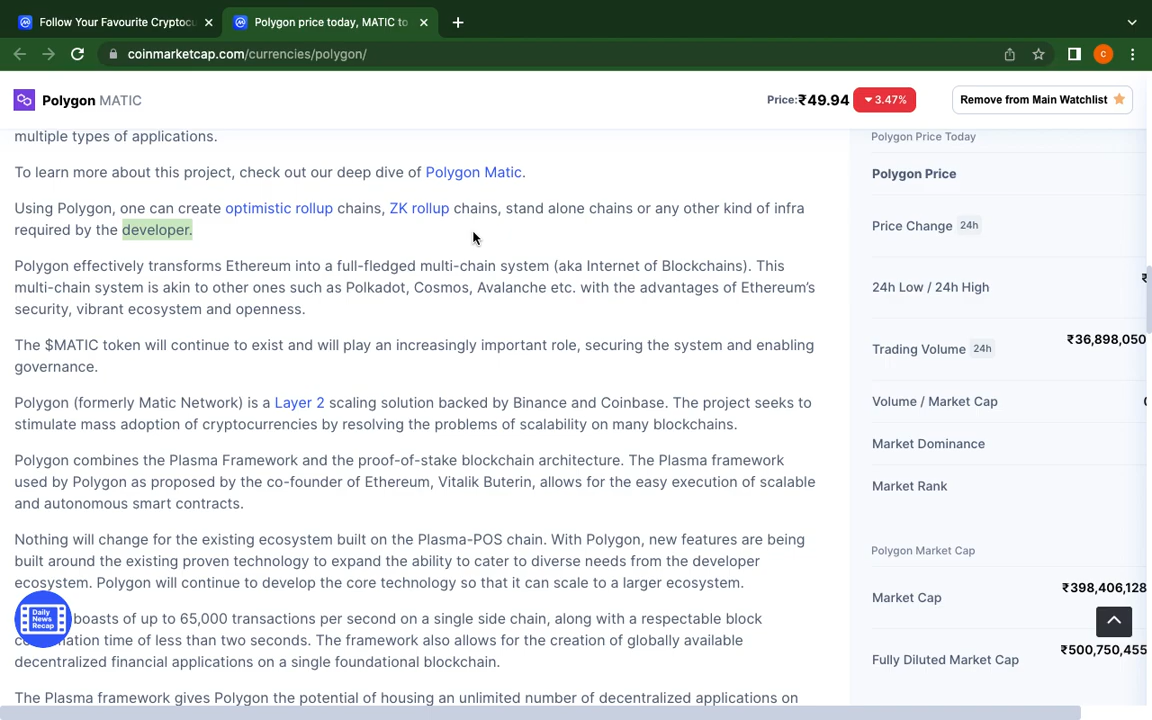 Follow Your Favourite Cryptocu
Polygon price today, MATIC to
coinmarketcap.com/currencies/polygon/
C
Polygon MATIC
Price: ₹49.94
3.47%
Remove from Main Watchlist
multiple types of applications.
To learn more about this project, check out our deep dive of Polygon Matic.
Using Polygon, one can create optimistic rollup chains, ZK rollup chains, stand alone chains or any other kind of infra
required by the developer.
Polygon effectively transforms Ethereum into a full-fledged multi-chain system (aka Internet of Blockchains). This
multi-chain system is akin to other ones such as Polkadot, Cosmos, Avalanche etc. with the advantages of Ethereum's
security, vibrant ecosystem and openness.
The $MATIC token will continue to exist and will play an increasingly important role, securing the system and enabling
governance.
Polygon (formerly Matic Network) is a Layer 2 scaling solution backed by Binance and Coinbase. The project seeks to
stimulate mass adoption of cryptocurrencies by resolving the problems of scalability on many blockchains.
Polygon combines the Plasma Framework and the proof-of-stake blockchain architecture. The Plasma framework
used by Polygon as proposed by the co-founder of Ethereum, Vitalik Buterin, allows for the easy execution of scalable
and autonomous smart contracts.
Nothing will change for the existing ecosystem built on the Plasma-POS chain. With Polygon, new features are being
built around the existing proven technology to expand the ability to cater to diverse needs from the developer
ecosystem. Polygon will continue to develop the core technology so that it can scale to a larger ecosystem.
boasts of up to 65,000 transactions per second on a single side chain, along with a respectable block
time of less than two seconds. The framework also allows for the creation of globally available
decentralized financial applications on a single foundational blockchain.
The Plasma framework gives Polygon the potential of housing an unlimited number of decentralized applications on
Daily
News
Recap
Polygon Price Today
Polygon Price
Price Change 24h
24h Low / 24h High
₹
Trading Volume 24h
₹36,898,050
Volume / Market Cap
Market Dominance
Market Rank
Polygon Market Cap
Market Cap
₹398,406,128
Fully Diluted Market Cap
₹500,750,455